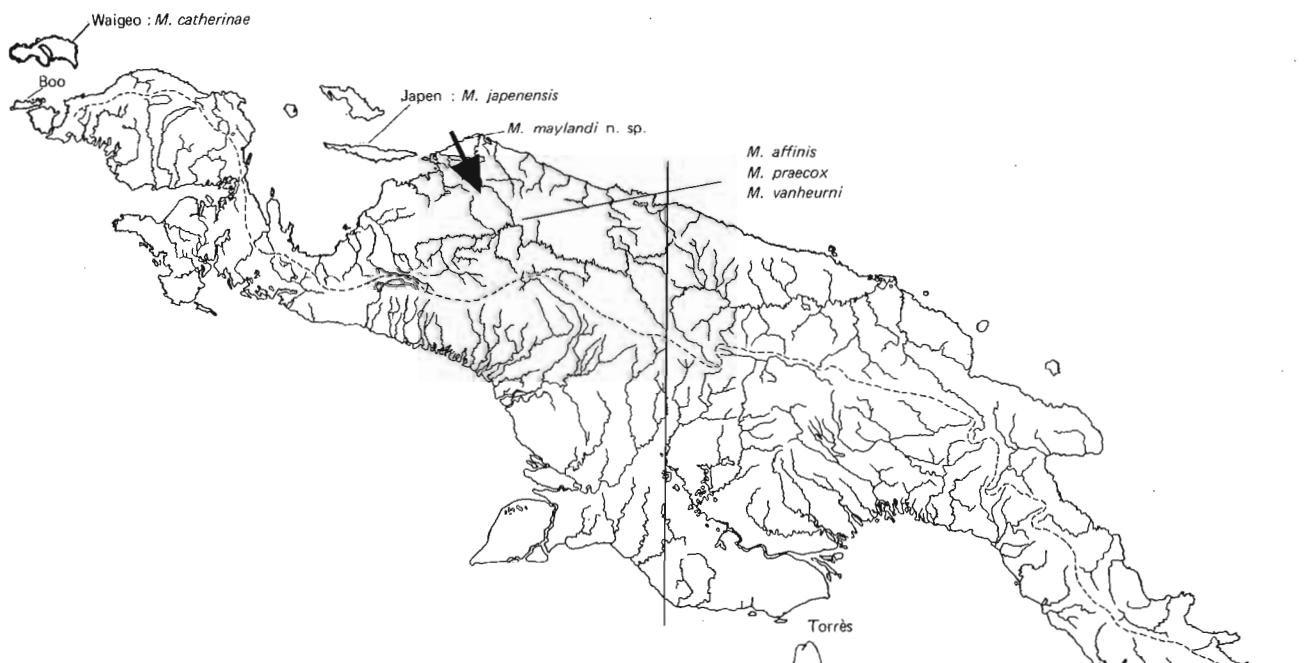 Waigeo : M. catherinae
Boo
Japen : M. japenensis
M. maylandi n. sp.
M. affinis
M. praecox
M. vanheurni
Torrès